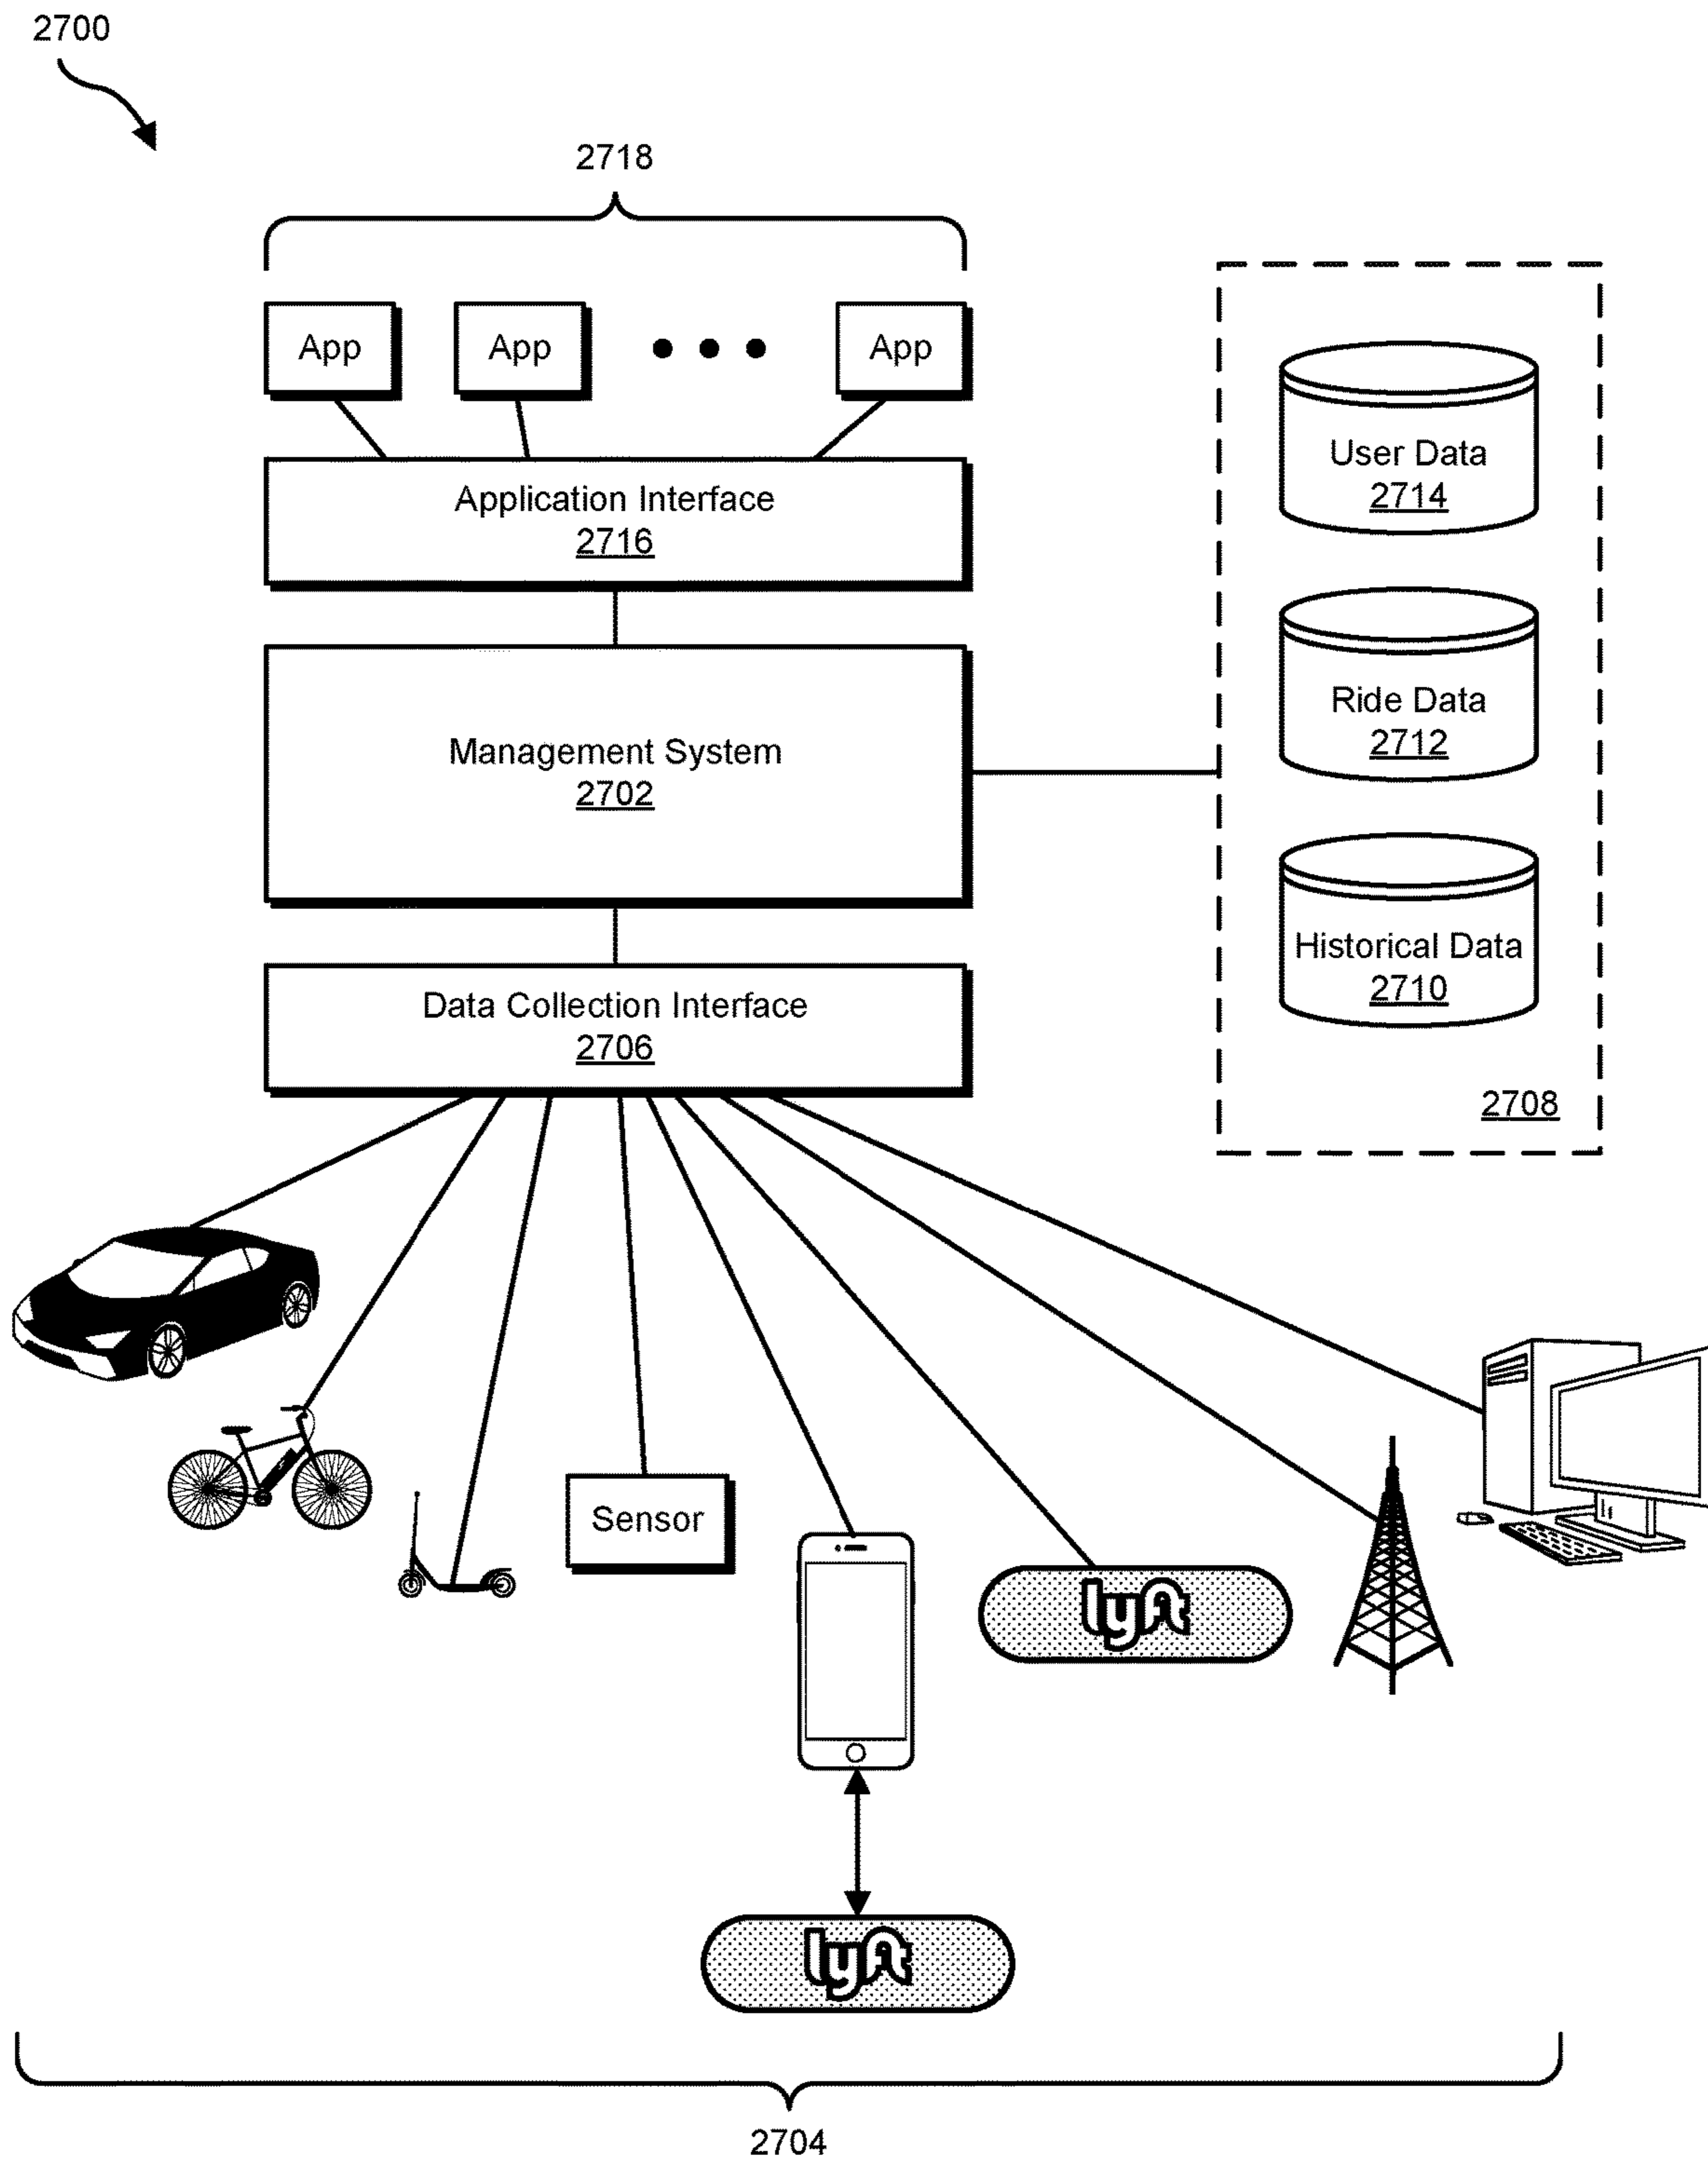 2700
2718
App
App
App
Application Interface
2716
Management System
2702
Data Collection Interface
2706
User Data
2714
Ride Data
2712
Historical Data
2710
2708
Sensor
lyft
lyft
2704